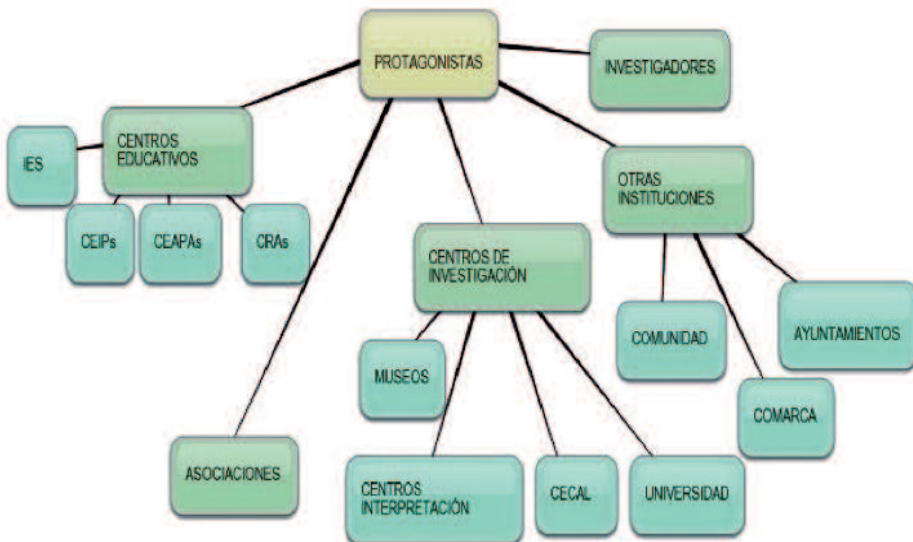 PROTAGONISTAS
INVESTIGADORES
CENTROS
EDUCATIVOS
IES
CEIPs
CEAPAs
CRAs
OTRAS
INSTITUCIONES
CENTROS DE
INVESTIGACIÓN
COMUNIDAD
AYUNTAMIENTOS
MUSEOS
COMARCA
ASOCIACIONES
CENTROS
INTERPRETACIÓN
CECAL
UNIVERSIDAD